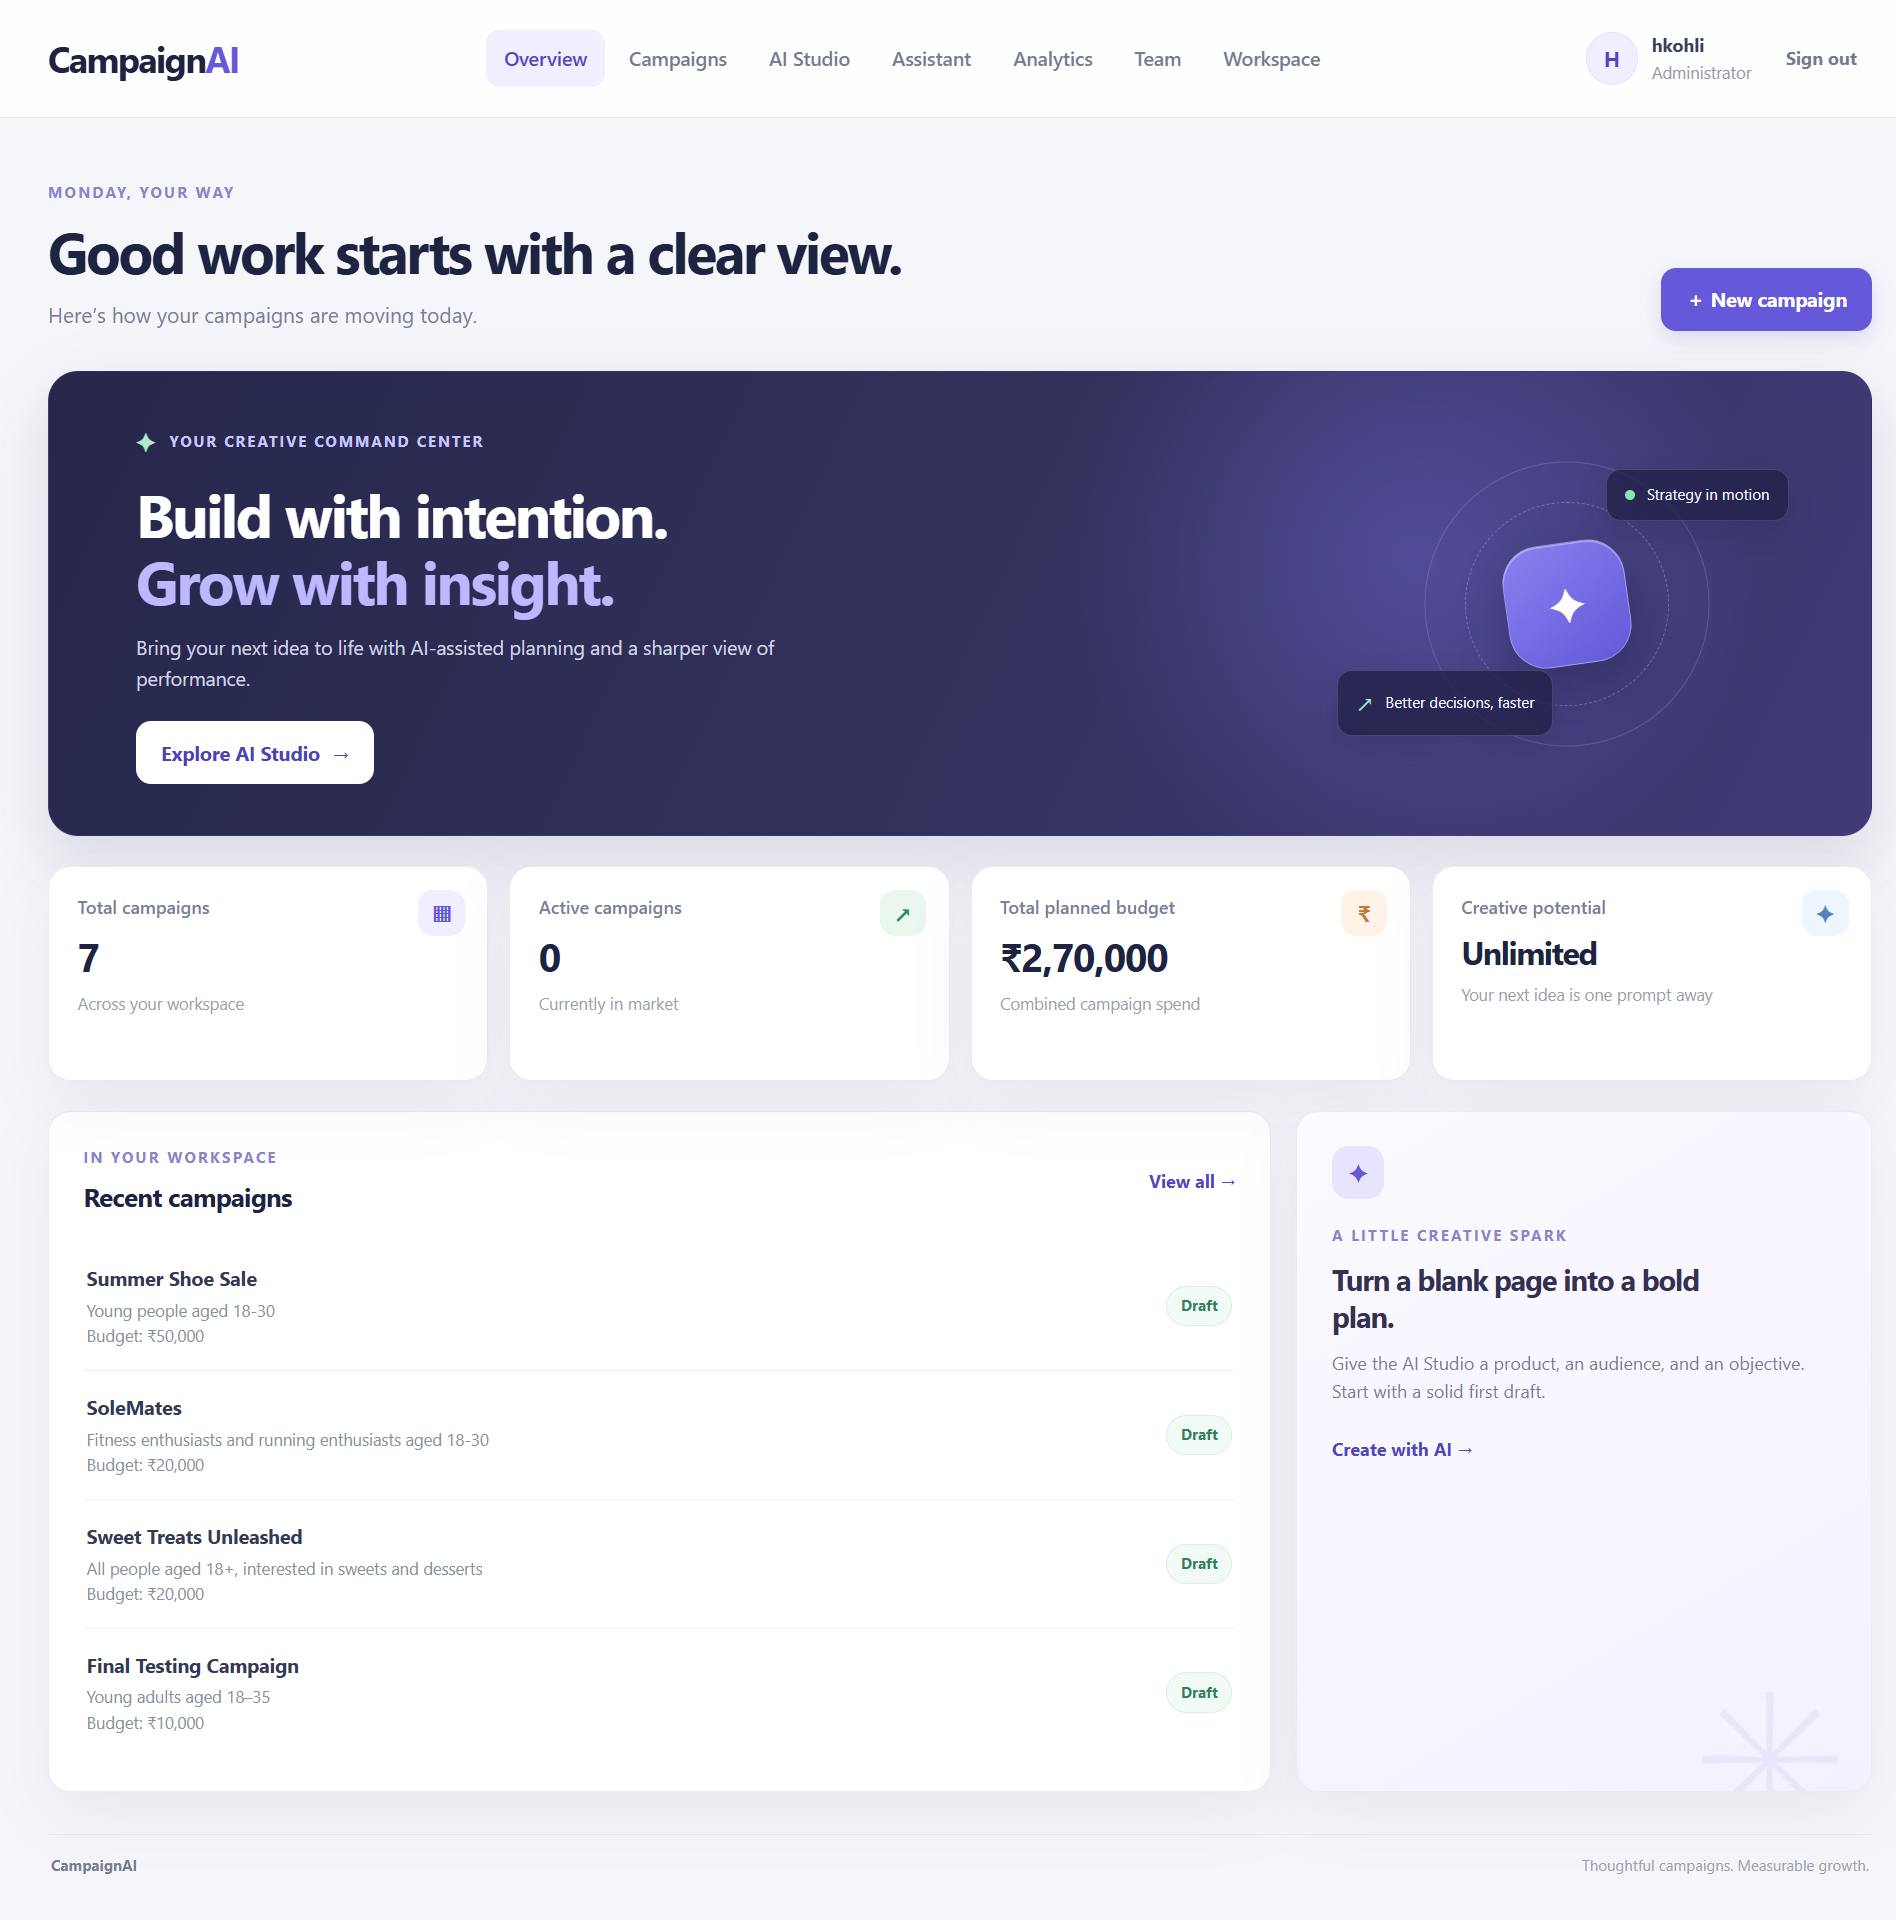 CampaignAI
Overview
Campaigns
AI Studio
Assistant
Analytics
Team
Workspace
H
hkohli
Administrator
Sign out
MONDAY, YOUR WAY
Good work starts with a clear view.
Here's how your campaigns are moving today.
+ New campaign
YOUR CREATIVE COMMAND CENTER
Build with intention.
Grow with insight.
Bring your next idea to life with AI-assisted planning and a sharper view of
performance.
Explore AI Studio →
Strategy in motion
↗ Better decisions, faster
Total campaigns
7
Across your workspace
Active campaigns
↗
0
Currently in market
Total planned budget
₹
₹2,70,000
Combined campaign spend
Creative potential
Unlimited
Your next idea is one prompt away
IN YOUR WORKSPACE
Recent campaigns
View all →
Summer Shoe Sale
Young people aged 18-30
Budget: ₹50,000
Draft
SoleMates
Fitness enthusiasts and running enthusiasts aged 18-30
Budget: ₹20,000
Draft
Sweet Treats Unleashed
All people aged 18+, interested in sweets and desserts
Budget: ₹20,000
Draft
Final Testing Campaign
Young adults aged 18–35
Budget: ₹10,000
Draft
A LITTLE CREATIVE SPARK
Turn a blank page into a bold
plan.
Give the AI Studio a product, an audience, and an objective.
Start with a solid first draft.
Create with AI →
CampaignAI
Thoughtful campaigns. Measurable growth.